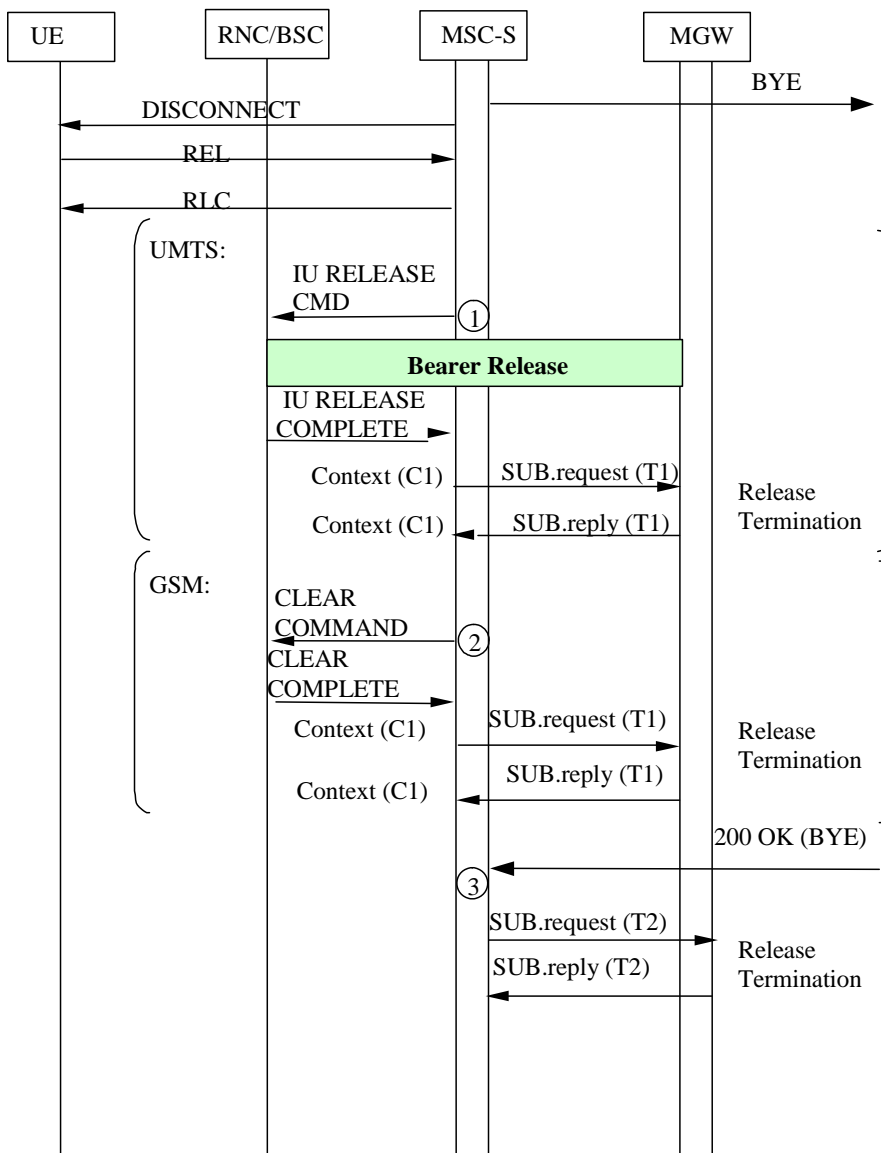 UE
RNC/BSC
MSC-S
MGW
BYE
DISCONNECT
REL
RLC
UMTS:
IU RELEASE
CMD
1
Bearer Release
IU RELEASE
COMPLETE
Context (C1)
SUB.request (T1)
Release
Termination
Context (C1)
SUB.reply (T1)
GSM:
CLEAR
COMMAND
2
CLEAR
COMPLETE
Context (C1)
SUB.request (T1)
Release
Termination
Context (C1)
SUB.reply (T1)
200 OK (BYE)
3
SUB.request (T2)
Release
Termination
SUB.reply (T2)